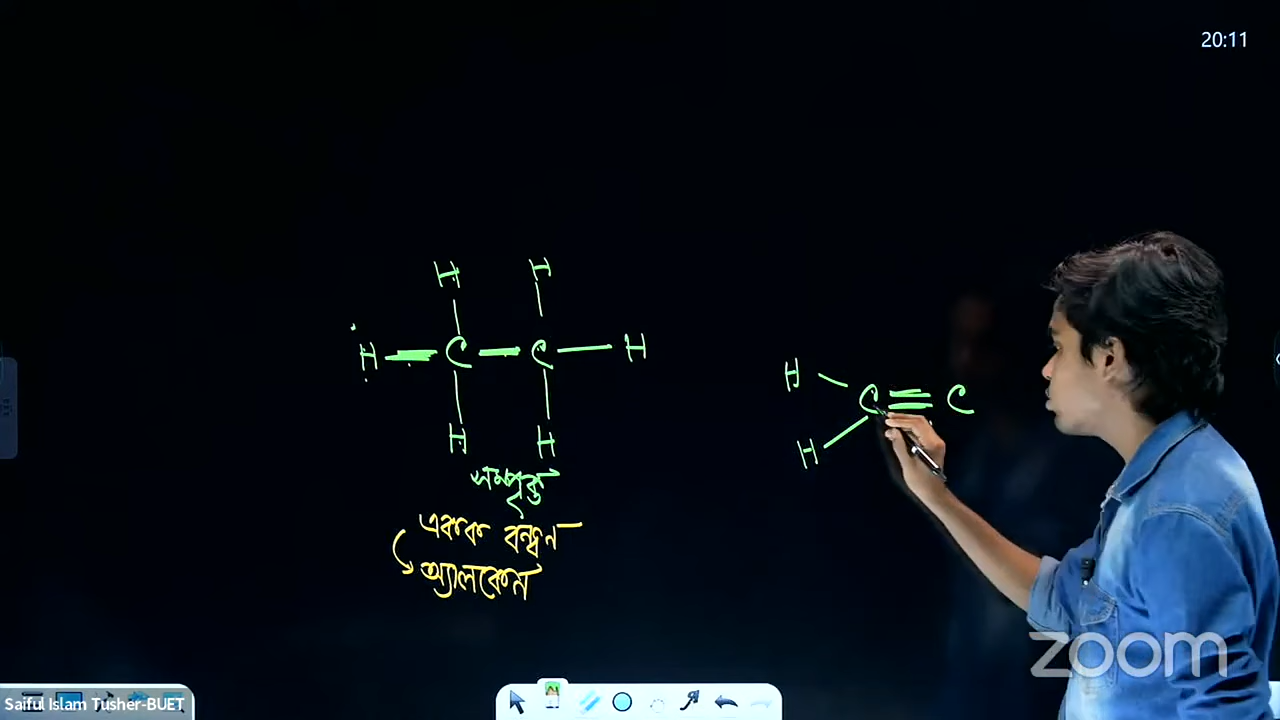 20:11
H H
H C C H
H H
সম্পৃক্ত
একক বন্ধন
অ্যালকেন
H
C = C
H
zoom
Saiful Islam Tusher-BUET